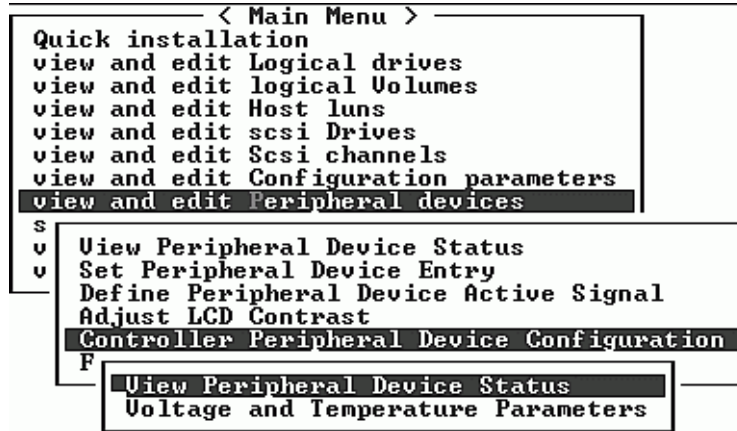 < Main Menu >
Quick installation
view and edit Logical drives
view and edit logical Volumes
view and edit Host luns
view and edit scsi Drives
view and edit Scsi channels
view and edit Configuration parameters
view and edit Peripheral devices
s
v
View Peripheral Device Status
v
Set Peripheral Device Entry
Define Peripheral Device Active Signal
Adjust LCD Contrast
Controller Peripheral Device Configuration
F
View Peripheral Device Status
Voltage and Temperature Parameters